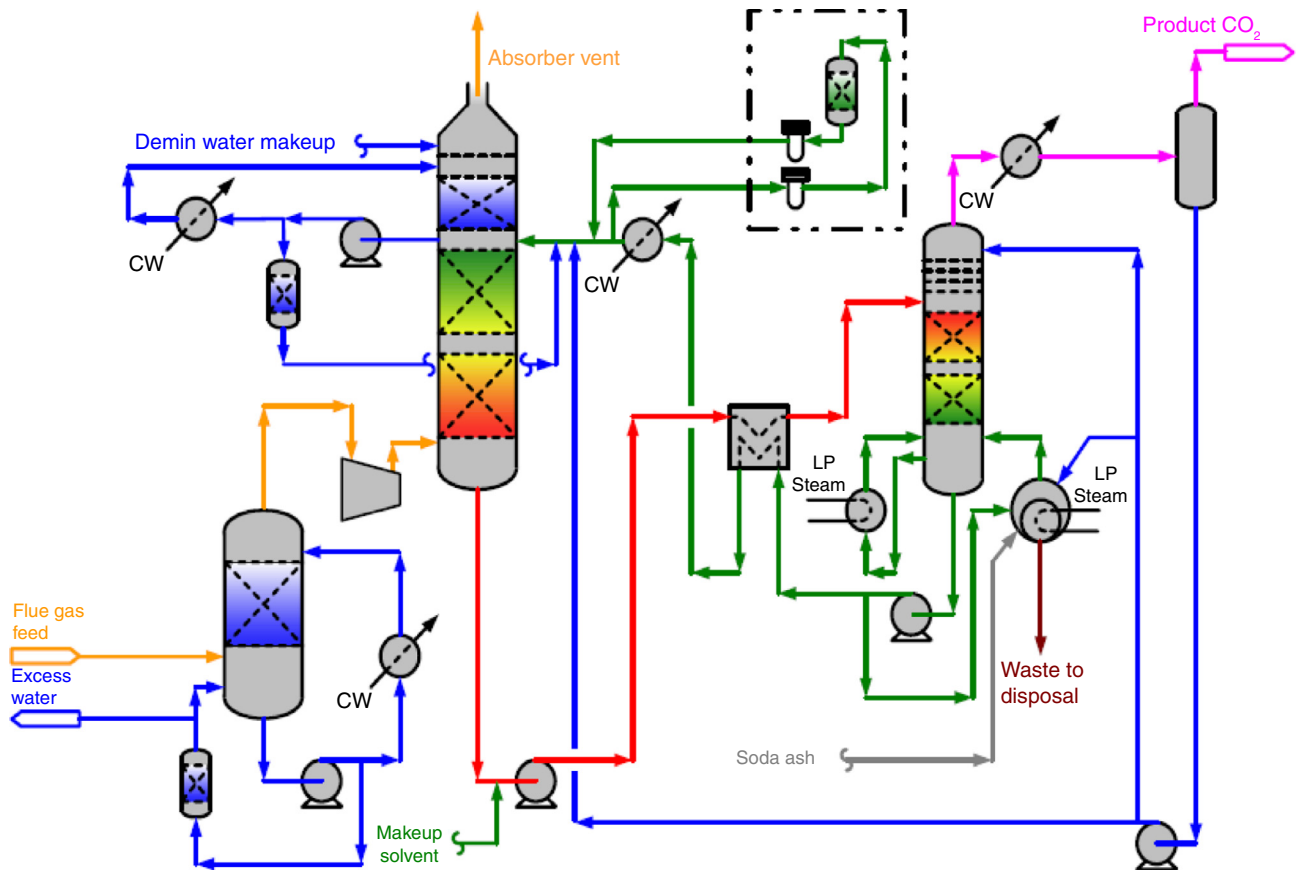 Product CO₂
Absorber vent
Demin water makeup
CW
CW
CW
LP
Steam
LP
Steam
Flue gas
feed
Excess
water
CW
Waste to
disposal
Soda ash
Makeup
solvent